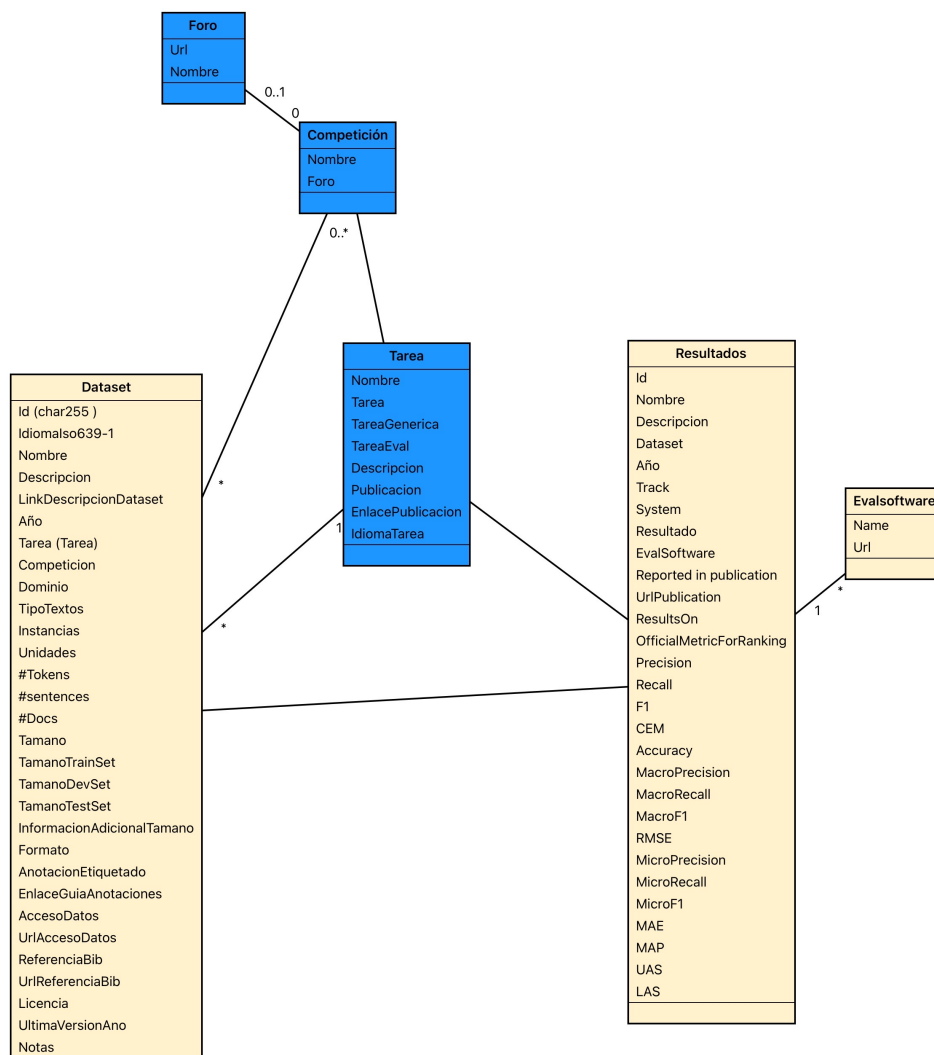 Foro
Url
Nombre
0..1
0
Competición
Nombre
Foro
0..*
Tarea
Nombre
Tarea
TareaGenerica
TareaEval
Descripcion
Publicacion
EnlacePublicacion
IdiomaTarea
1
*
*
Dataset
Id (char255 )
IdiomaIso639-1
Nombre
Descripcion
LinkDescripcionDataset
Año
Tarea (Tarea)
Competicion
Dominio
TipoTextos
Instancias
Unidades
#Tokens
#sentences
#Docs
Tamano
TamanoTrainSet
TamanoDevSet
TamanoTestSet
InformacionAdicionalTamano
Formato
AnotacionEtiquetado
EnlaceGuiaAnotaciones
AccesoDatos
UrlAccesoDatos
ReferenciaBib
UrlReferenciaBib
Licencia
UltimaVersionAno
Notas
Resultados
Id
Nombre
Descripcion
Dataset
Año
Track
System
Resultado
EvalSoftware
Reported in publication
UrlPublication
ResultsOn
OfficialMetricForRanking
Precision
Recall
F1
CEM
Accuracy
MacroPrecision
MacroRecall
MacroF1
RMSE
MicroPrecision
MicroRecall
MicroF1
MAE
MAP
UAS
LAS
Evalsoftware
Name
Url
*
1